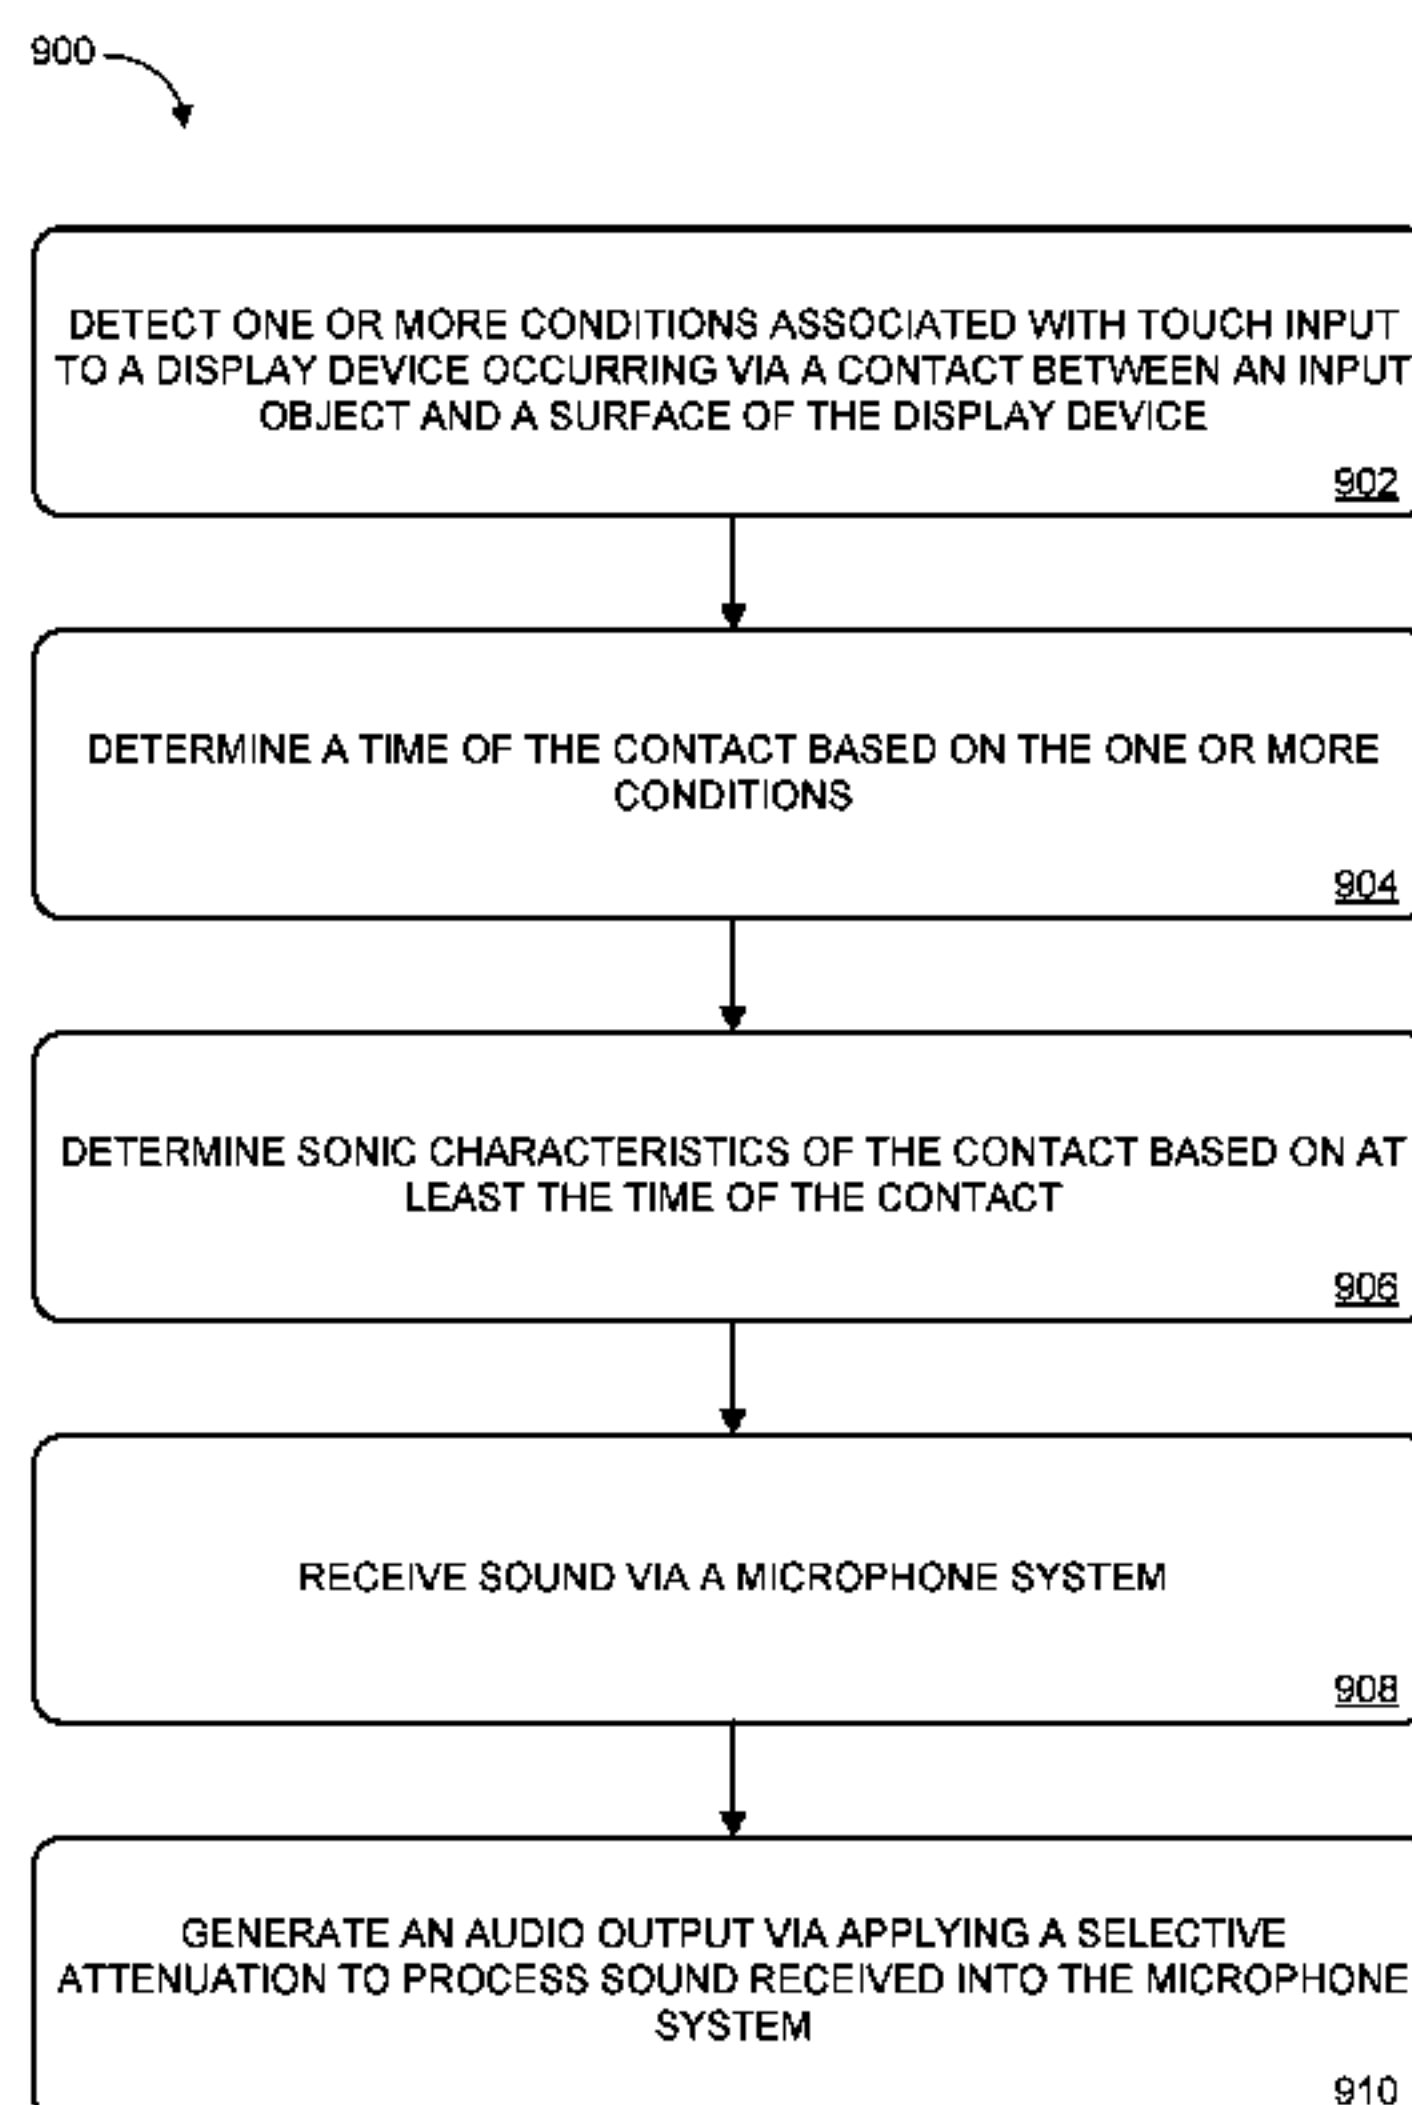 900
DETECT ONE OR MORE CONDITIONS ASSOCIATED WITH TOUCH INPUT
TO A DISPLAY DEVICE OCCURRING VIA A CONTACT BETWEEN AN INPUT
OBJECT AND A SURFACE OF THE DISPLAY DEVICE
902
DETERMINE A TIME OF THE CONTACT BASED ON THE ONE OR MORE
CONDITIONS
904
DETERMINE SONIC CHARACTERISTICS OF THE CONTACT BASED ON AT
LEAST THE TIME OF THE CONTACT
906
RECEIVE SOUND VIA A MICROPHONE SYSTEM
908
GENERATE AN AUDIO OUTPUT VIA APPLYING A SELECTIVE
ATTENUATION TO PROCESS SOUND RECEIVED INTO THE MICROPHONE
SYSTEM
910